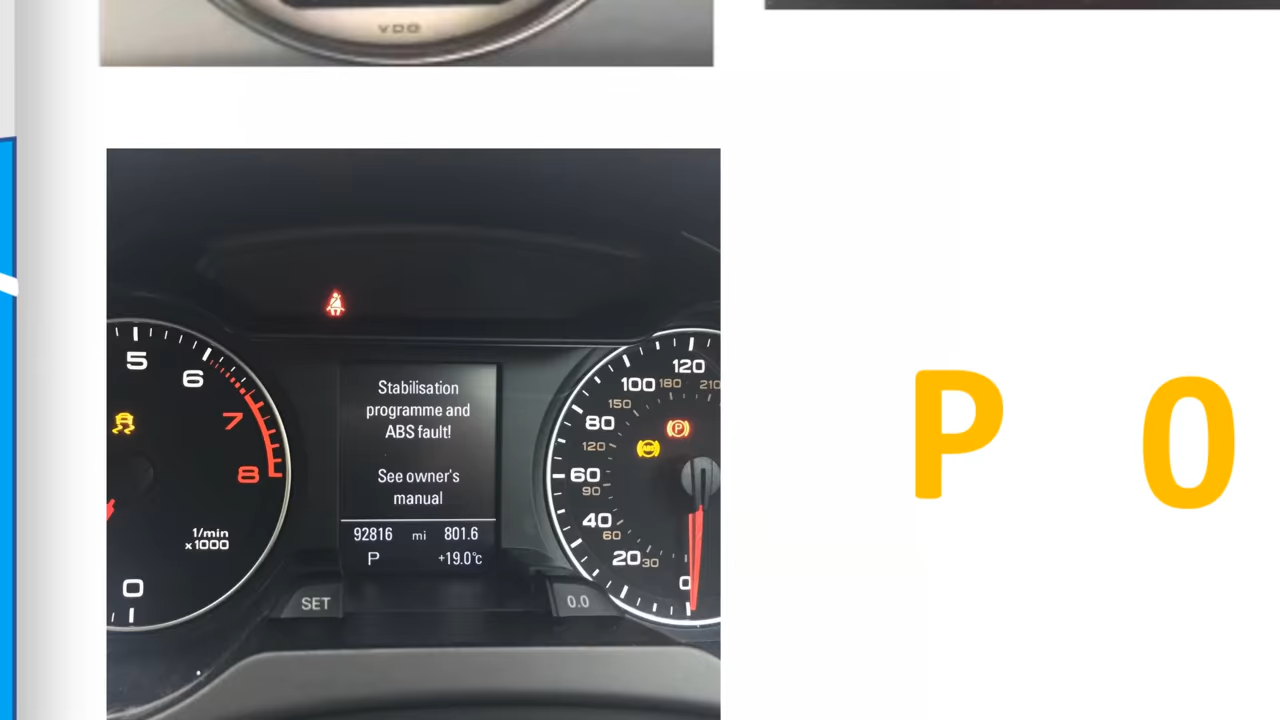 VDO
5
6
7
8
1/min
x1000
0
Stabilisation
programme and
ABS fault!
See owner's
manual
92816 mi 801.6
P +19.0°c
SET
0.0
120
100 180 210
150
80
120
60
90
40
60
20 30
0
P
ABS
P 0